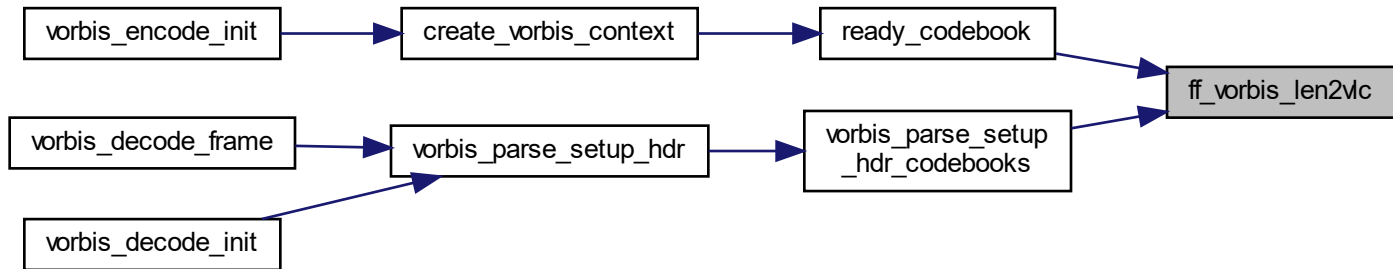 vorbis_encode_init
create_vorbis_context
ready_codebook
ff_vorbis_len2vlc
vorbis_decode_frame
vorbis_parse_setup_hdr
vorbis_parse_setup
_hdr_codebooks
vorbis_decode_init